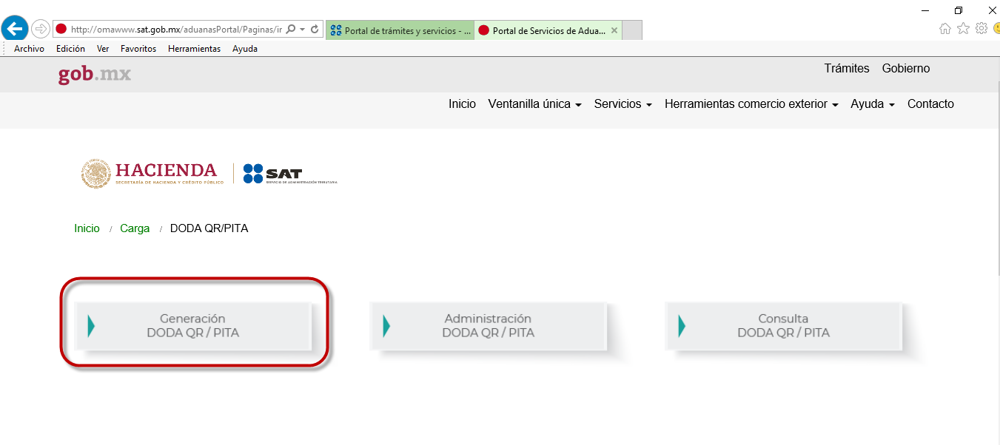 http://omawww.sat.gob.mx/aduanasPortal/Paginas/ir
Portal de trámites y servicios - ...
Portal de Servicios de Adua...
Archivo Edición Ver Favoritos Herramientas Ayuda
gob.mx
Trámites Gobierno
Inicio Ventanilla única Servicios Herramientas comercio exterior Ayuda Contacto
HACIENDA
SECRETARÍA DE HACIENDA Y CRÉDITO PÚBLICO
SAT
SERVICIO DE ADMINISTRACIÓN TRIBUTARIA
Inicio / Carga / DODA QR/PITA
Generación
DODA QR / PITA
Administración
DODA QR / PITA
Consulta
DODA QR / PITA